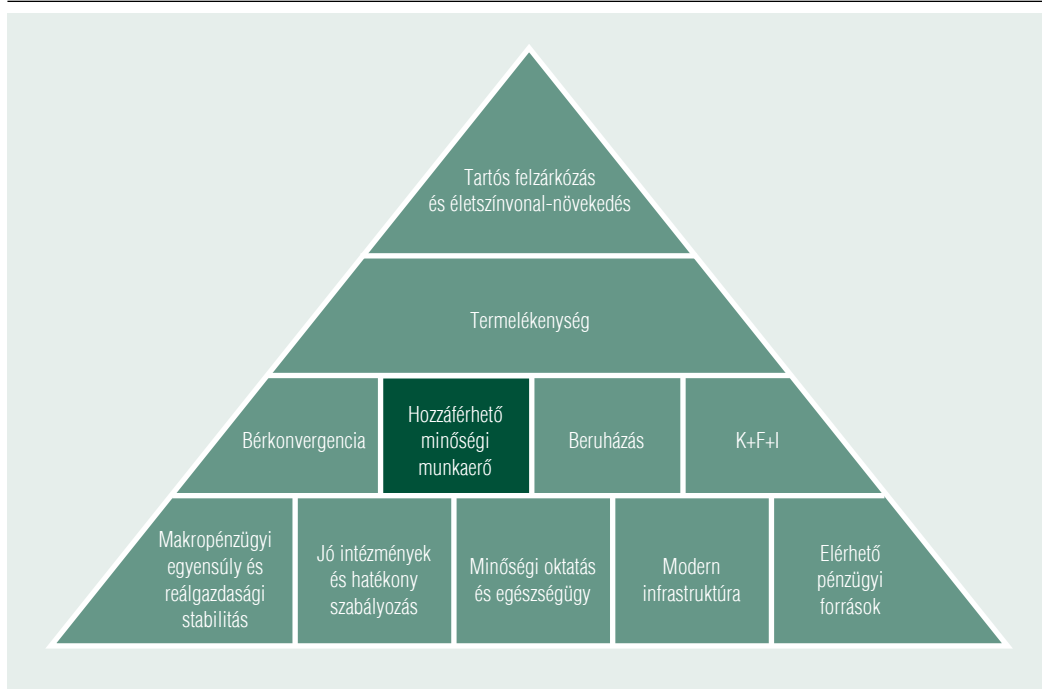 Tartós felzárkózás
és életszínvonal-növekedés
Termelékenység
Bérkonvergencia
Hozzáférhető
minőségi
munkaerő
Beruházás
K+F+I
Makropénzügyi
egyensúly és
reálgazdasági
stabilitás
Jó intézmények
és hatékony
szabályozás
Minőségi oktatás
és egészségügy
Modern
infrastruktúra
Elérhető
pénzügyi
források